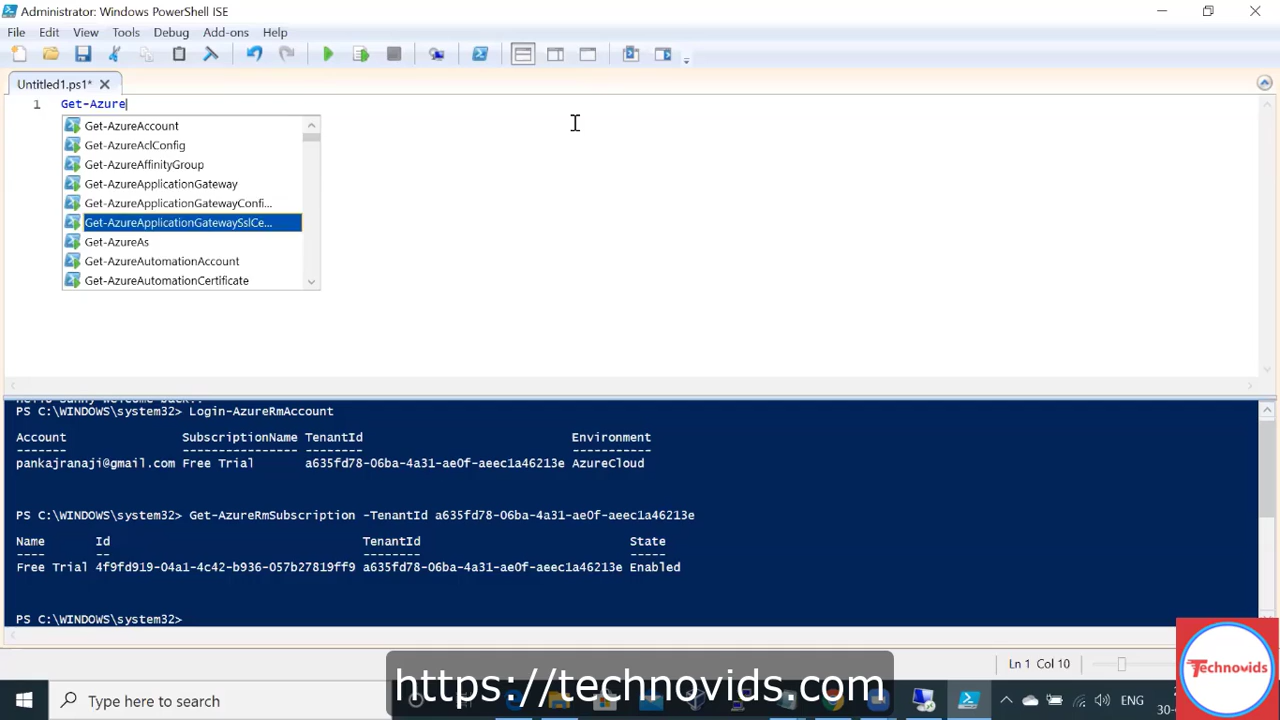 Administrator: Windows PowerShell ISE
File Edit View Tools Debug Add-ons Help
Untitled1.ps1*
1 Get-Azure
Get-AzureAccount
Get-AzureAclConfig
Get-AzureAffinityGroup
Get-AzureApplicationGateway
Get-AzureApplicationGatewayConfi...
Get-AzureApplicationGatewaySslCe...
Get-AzureAs
Get-AzureAutomationAccount
Get-AzureAutomationCertificate
PS C:\WINDOWS\system32> Login-AzureRmAccount
Account SubscriptionName TenantId Environment
------- ---------------- -------- -----------
pankajranaji@gmail.com Free Trial a635fd78-06ba-4a31-ae0f-aeec1a46213e AzureCloud
PS C:\WINDOWS\system32> Get-AzureRmSubscription -TenantId a635fd78-06ba-4a31-ae0f-aeec1a46213e
Name Id TenantId State
---- -- -------- -----
Free Trial 4f9fd919-04a1-4c42-b936-057b27819ff9 a635fd78-06ba-4a31-ae0f-aeec1a46213e Enabled
PS C:\WINDOWS\system32>
Ln 1 Col 10
https://technovids.com
Technovids
Type here to search
ENG